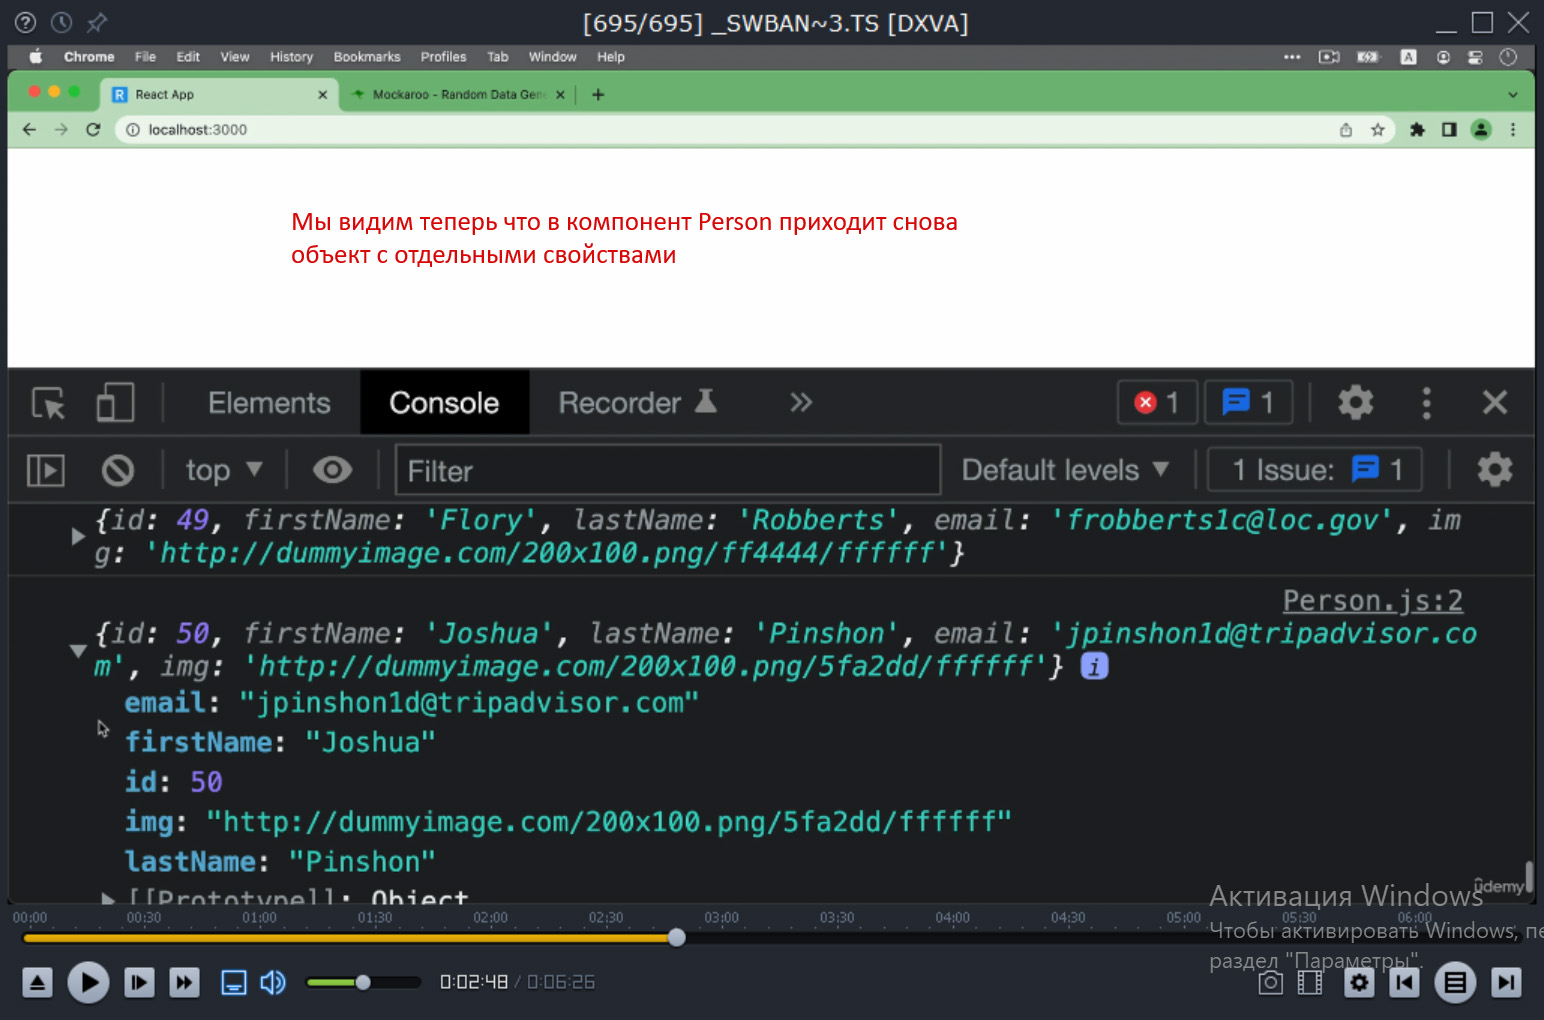 [695/695] _SWBAN~3.TS [DXVA]
Chrome File Edit View History Bookmarks Profiles Tab Window Help
React App
Mockaroo - Random Data Gene
localhost:3000
Мы видим теперь что в компонент Person приходит снова
объект с отдельными свойствами
Elements Console Recorder 1 1
top Filter Default levels 1 Issue: 1
{id: 49, firstName: 'Flory', lastName: 'Robberts', email: 'frobberts1c@loc.gov', im
g: 'http://dummyimage.com/200x100.png/ff4444/ffffff'}
Person.js:2
{id: 50, firstName: 'Joshua', lastName: 'Pinshon', email: 'jpinshon1d@tripadvisor.co
m', img: 'http://dummyimage.com/200x100.png/5fa2dd/ffffff'} i
email: "jpinshon1d@tripadvisor.com"
firstName: "Joshua"
id: 50
img: "http://dummyimage.com/200x100.png/5fa2dd/ffffff"
lastName: "Pinshon"
[[Prototype]]: Object
ûdemy
Активация Windows
00:00 00:30 01:00 01:30 02:00 02:30 03:00 03:30 04:00 04:30 05:00 05:30 06:00
Чтобы активировать Windows, пе
раздел "Параметры".
0:02:48 / 0:06:26